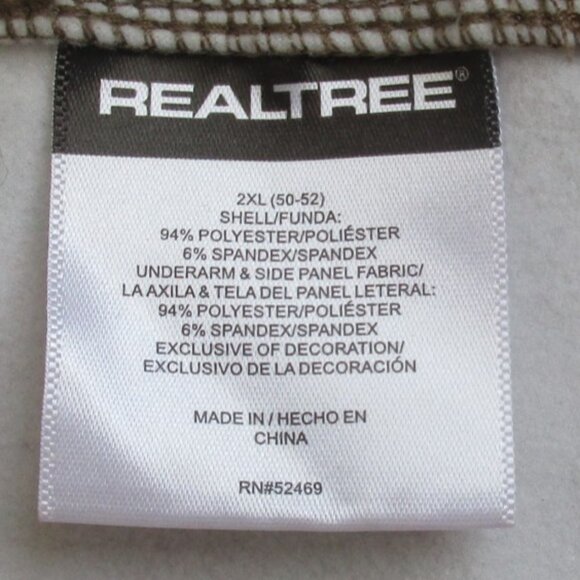 REALTREE®
2XL (50-52)
SHELL/FUNDA:
94% POLYESTER/POLIÉSTER
6% SPANDEX/SPANDEX
UNDERARM & SIDE PANEL FABRIC/
LA AXILA & TELA DEL PANEL LETERAL:
94% POLYESTER/POLIÉSTER
6% SPANDEX/SPANDEX
EXCLUSIVE OF DECORATION/
EXCLUSIVO DE LA DECORACIÓN
MADE IN / HECHO EN
CHINA
RN#52469